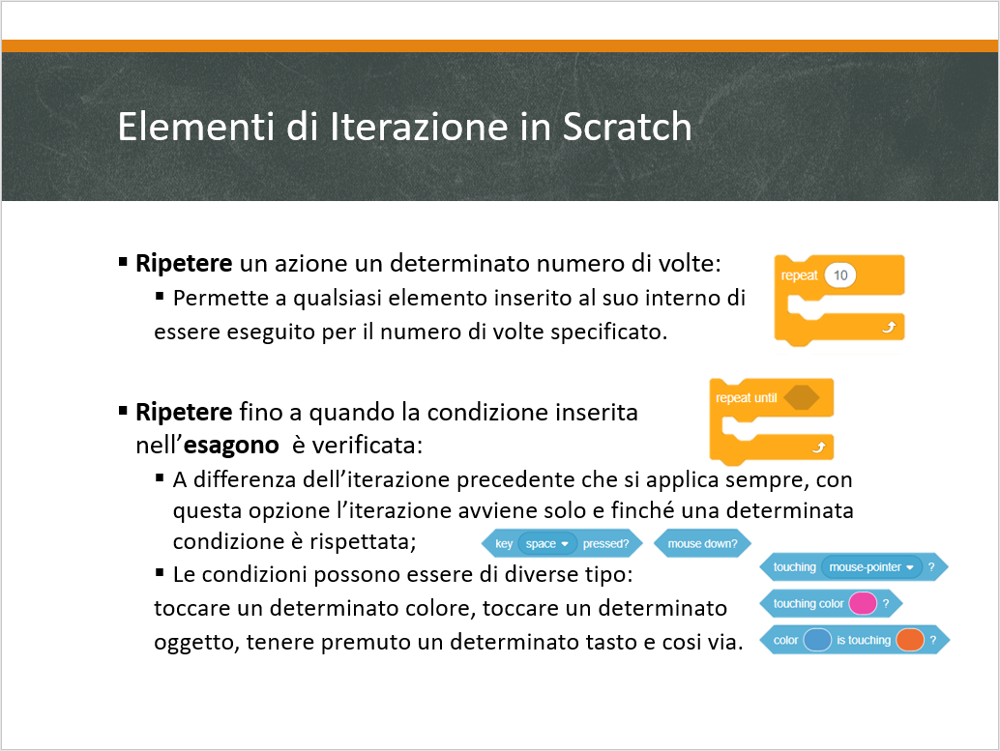 Elementi di Iterazione in Scratch
▪ Ripetere un azione un determinato numero di volte:
▪ Permette a qualsiasi elemento inserito al suo interno di
essere eseguito per il numero di volte specificato.
repeat 10
▪ Ripetere fino a quando la condizione inserita
nell’esagono è verificata:
repeat until
▪ A differenza dell’iterazione precedente che si applica sempre, con
questa opzione l’iterazione avviene solo e finché una determinata
condizione è rispettata;
key space pressed?
mouse down?
▪ Le condizioni possono essere di diverse tipo:
toccare un determinato colore, toccare un determinato
oggetto, tenere premuto un determinato tasto e cosi via.
touching mouse-pointer ?
touching color ?
color is touching ?